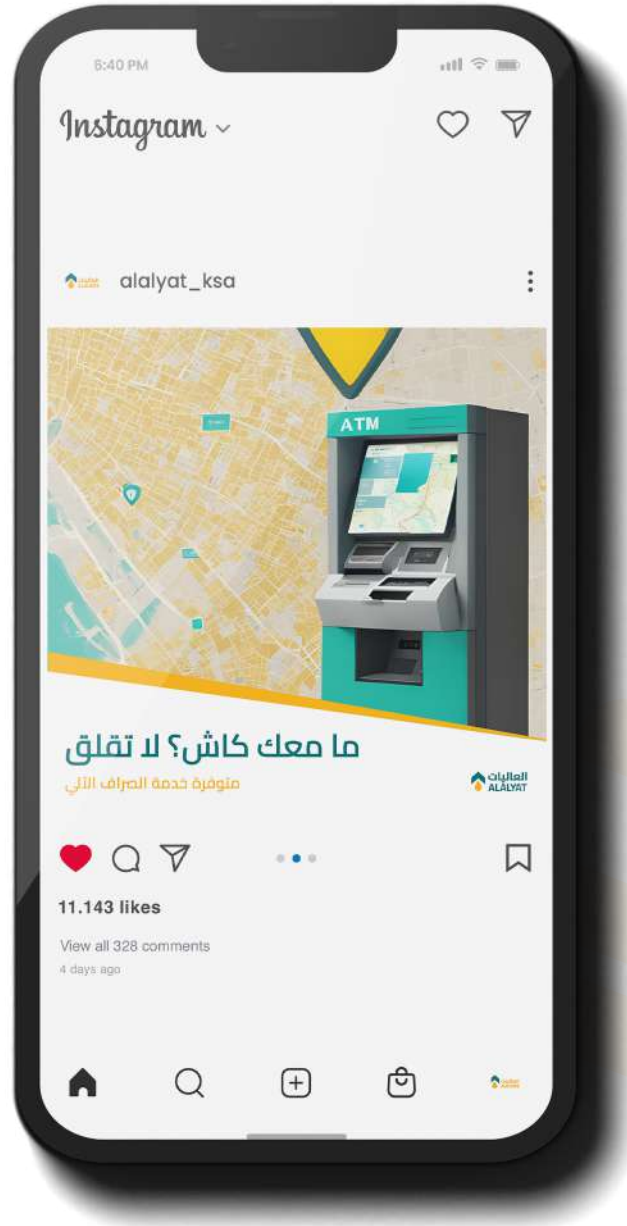 6:40 PM
Instagram
alalyat_ksa
ATM
ما معك كاش؟ لا تقلق
متوفرة خدمة الصراف الآلي
العاليات
ALALYAT
11.143 likes
View all 328 comments
4 days ago